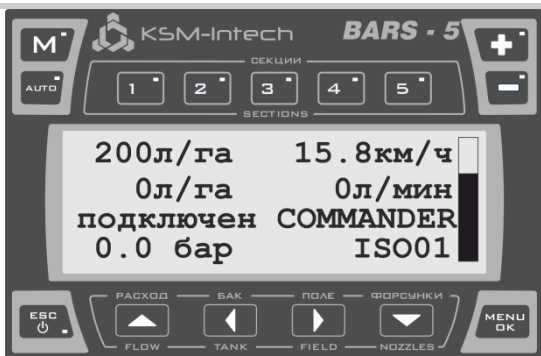 M
KSM-Intech
BARS - 5
+
AUTO
СЕКЦИИ
1 2 3 4 5
-
SECTIONS
200л/га 15.8км/ч
0л/га 0л/мин
подключен COMMANDER
0.0 бар ISO01
ESC
РАСХОД БАК ПОЛЕ ФОРСУНКИ
MENU
OK
FLOW TANK FIELD NOZZLES